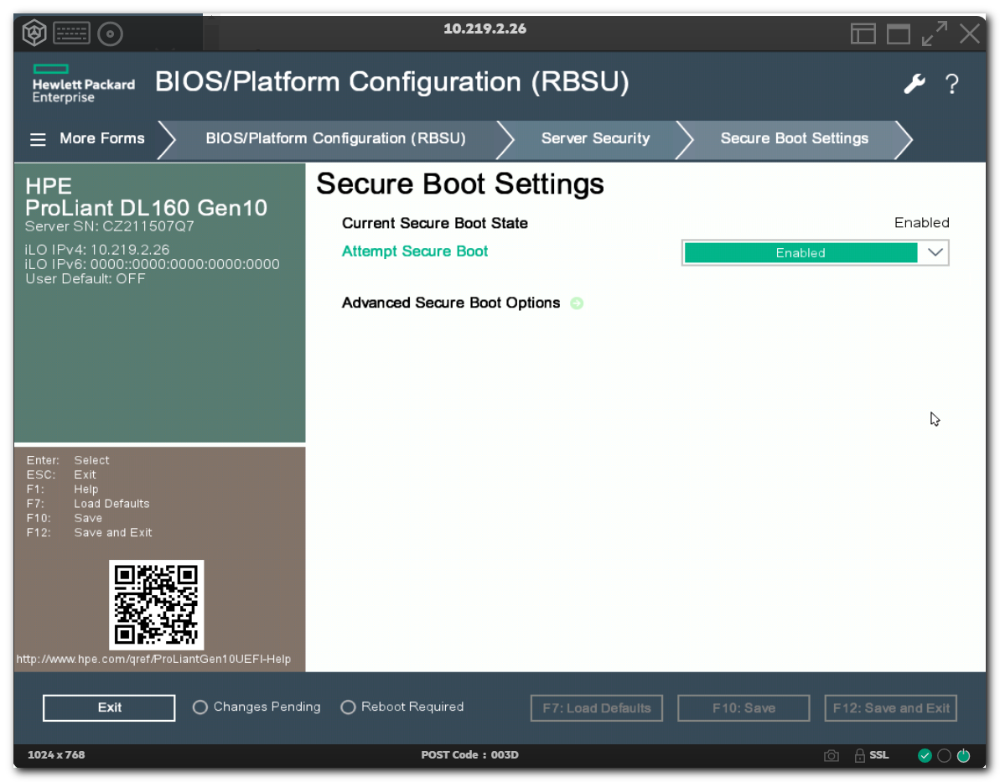 10.219.2.26
Hewlett Packard
Enterprise
BIOS/Platform Configuration (RBSU)
?
More Forms
BIOS/Platform Configuration (RBSU)
Server Security
Secure Boot Settings
HPE
ProLiant DL160 Gen10
Server SN: CZ211507Q7
iLO IPv4: 10.219.2.26
iLO IPv6: 0000::0000:0000:0000:0000
User Default: OFF
Secure Boot Settings
Current Secure Boot State Enabled
Attempt Secure Boot Enabled
Advanced Secure Boot Options
Enter: Select
ESC: Exit
F1: Help
F7: Load Defaults
F10: Save
F12: Save and Exit
http://www.hpe.com/qref/ProLiantGen10UEFI-Help
Exit
Changes Pending
Reboot Required
F7: Load Defaults
F10: Save
F12: Save and Exit
1024 x 768
POST Code : 003D
SSL